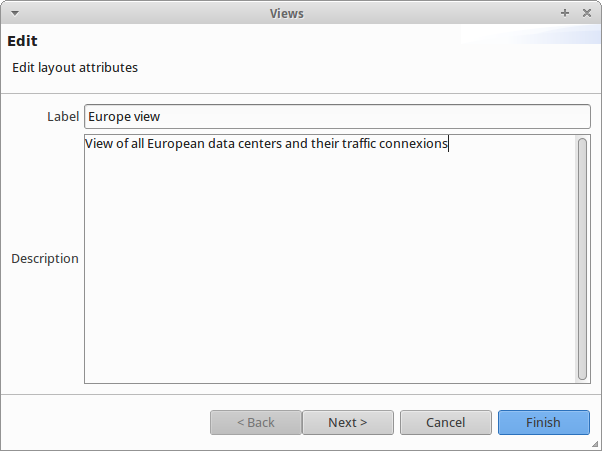 Views
Edit
Edit layout attributes
Label
Europe view
View of all European data centers and their traffic connexions
Description
< Back
Next >
Cancel
Finish